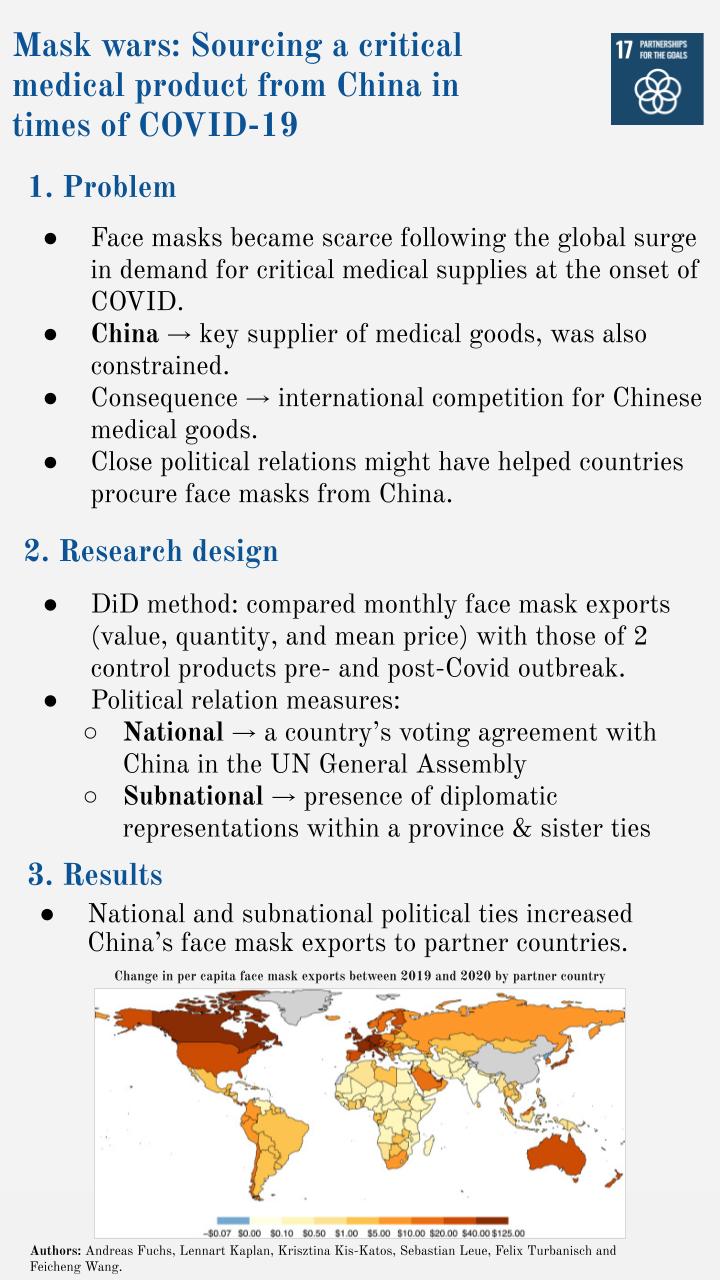 Mask wars: Sourcing a critical
medical product from China in
times of COVID-19
17 PARTNERSHIPS
FOR THE GOALS
1. Problem
● Face masks became scarce following the global surge
in demand for critical medical supplies at the onset of
COVID.
● China → key supplier of medical goods, was also
constrained.
● Consequence → international competition for Chinese
medical goods.
● Close political relations might have helped countries
procure face masks from China.
2. Research design
● DiD method: compared monthly face mask exports
(value, quantity, and mean price) with those of 2
control products pre- and post-Covid outbreak.
● Political relation measures:
○ National → a country's voting agreement with
China in the UN General Assembly
○ Subnational → presence of diplomatic
representations within a province & sister ties
3. Results
● National and subnational political ties increased
China's face mask exports to partner countries.
Change in per capita face mask exports between 2019 and 2020 by partner country
−$0.07 $0.00 $0.10 $0.50 $1.00 $5.00 $10.00 $20.00 $40.00 $125.00
Authors: Andreas Fuchs, Lennart Kaplan, Krisztina Kis-Katos, Sebastian Leue, Felix Turbanisch and
Feicheng Wang.